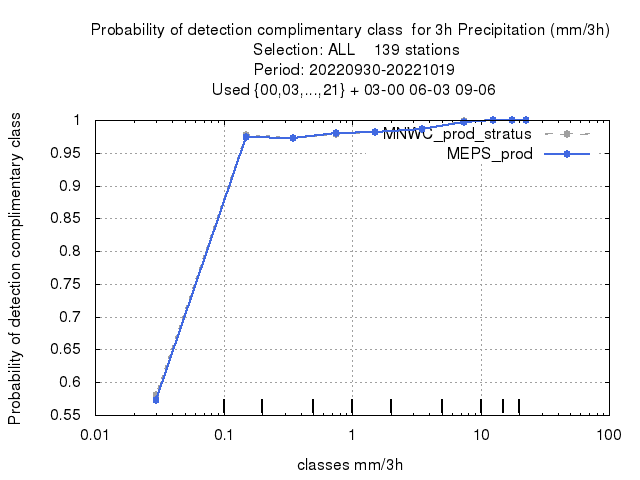 Probability of detection complimentary class  for 3h Precipitation (mm/3h)
Selection: ALL    139 stations
Period: 20220930-20221019
Used {00,03,...,21} + 03-00 06-03 09-06
Probability of detection complimentary class
1
0.95
0.9
0.85
0.8
0.75
0.7
0.65
0.6
0.55
MNWC_prod_stratus
MEPS_prod
0.01 0.1 1 10 100
classes mm/3h